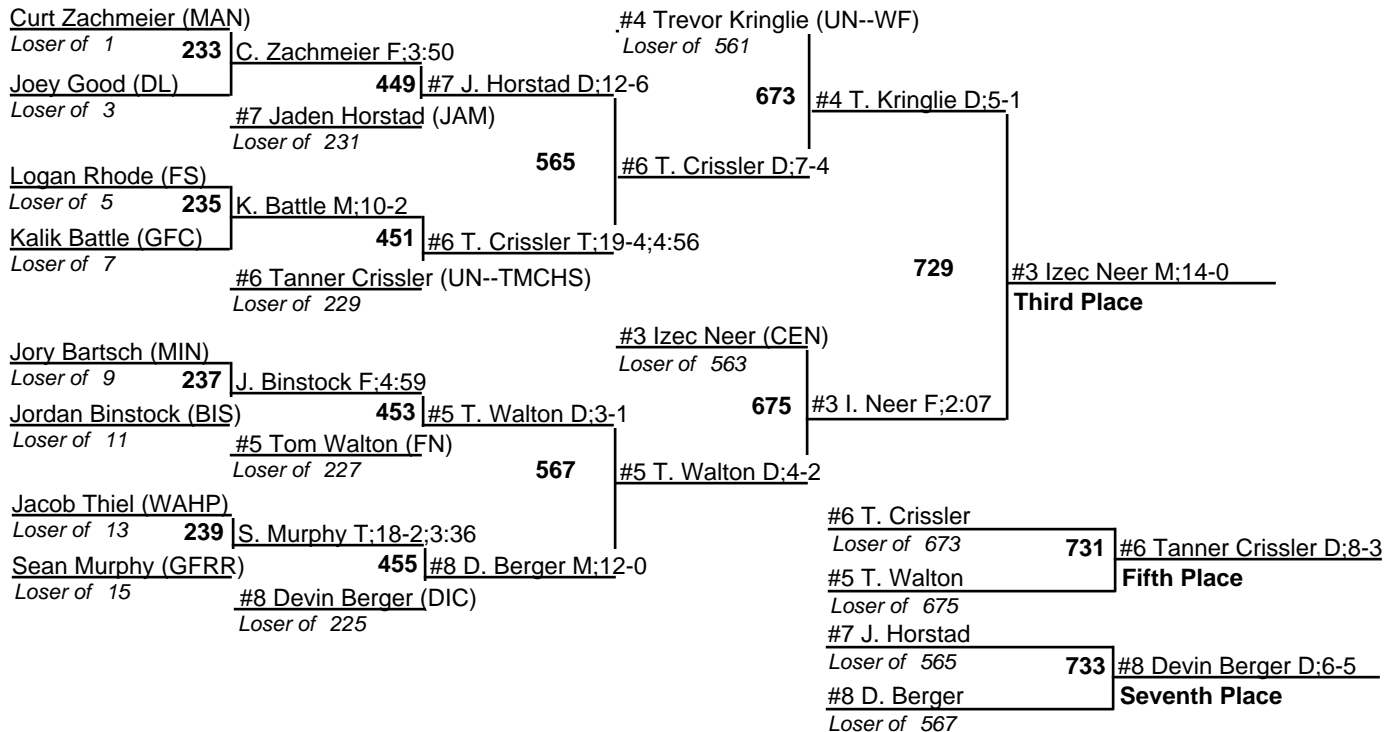 Curt Zachmeier (MAN)
Loser of 1
233
C. Zachmeier F;3:50
Joey Good (DL)
Loser of 3
449
#7 J. Horstad D;12-6
#7 Jaden Horstad (JAM)
Loser of 231
565
#6 T. Crissler D;7-4
Logan Rhode (FS)
Loser of 5
235
K. Battle M;10-2
Kalik Battle (GFC)
Loser of 7
451
#6 T. Crissler T;19-4;4:56
#6 Tanner Crissler (UN--TMCHS)
Loser of 229
#4 Trevor Kringlie (UN--WF)
Loser of 561
673
#4 T. Kringlie D;5-1
729
#3 Izec Neer M;14-0
Third Place
Jory Bartsch (MIN)
Loser of 9
237
J. Binstock F;4:59
Jordan Binstock (BIS)
Loser of 11
453
#5 T. Walton D;3-1
#5 Tom Walton (FN)
Loser of 227
567
#5 T. Walton D;4-2
Jacob Thiel (WAHP)
Loser of 13
239
S. Murphy T;18-2;3:36
Sean Murphy (GFRR)
Loser of 15
455
#8 D. Berger M;12-0
#8 Devin Berger (DIC)
Loser of 225
#3 Izec Neer (CEN)
Loser of 563
675
#3 I. Neer F;2:07
#6 T. Crissler
Loser of 673
731
#6 Tanner Crissler D;8-3
Fifth Place
#5 T. Walton
Loser of 675
#7 J. Horstad
Loser of 565
733
#8 Devin Berger D;6-5
Seventh Place
#8 D. Berger
Loser of 567